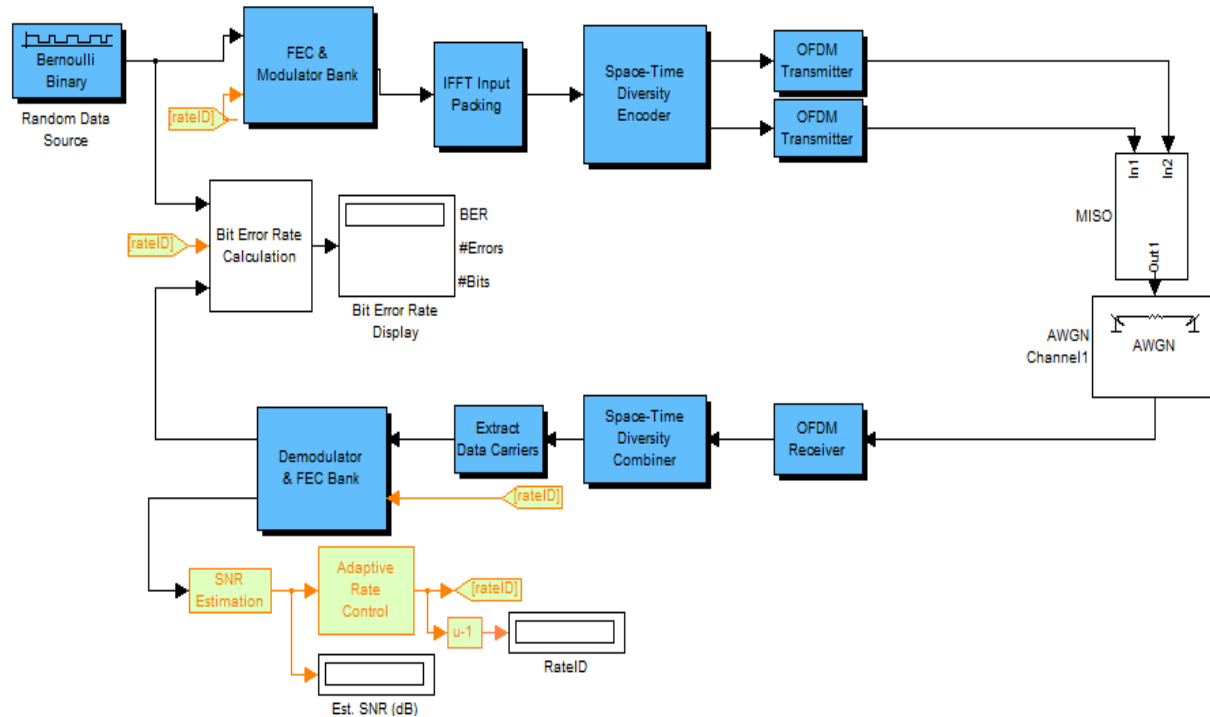 Bernoulli
Binary
Random Data
Source
[rateID]
FEC &
Modulator Bank
IFFT Input
Packing
Space-Time
Diversity
Encoder
OFDM
Transmitter
OFDM
Transmitter
In1
In2
MISO
Out1
AWGN
Channel1
AWGN
[rateID]
Bit Error Rate
Calculation
BER
#Errors
#Bits
Bit Error Rate
Display
Demodulator
& FEC Bank
Extract
Data Carriers
Space-Time
Diversity
Combiner
OFDM
Receiver
[rateID]
SNR
Estimation
Adaptive
Rate
Control
[rateID]
u-1
RateID
Est. SNR (dB)